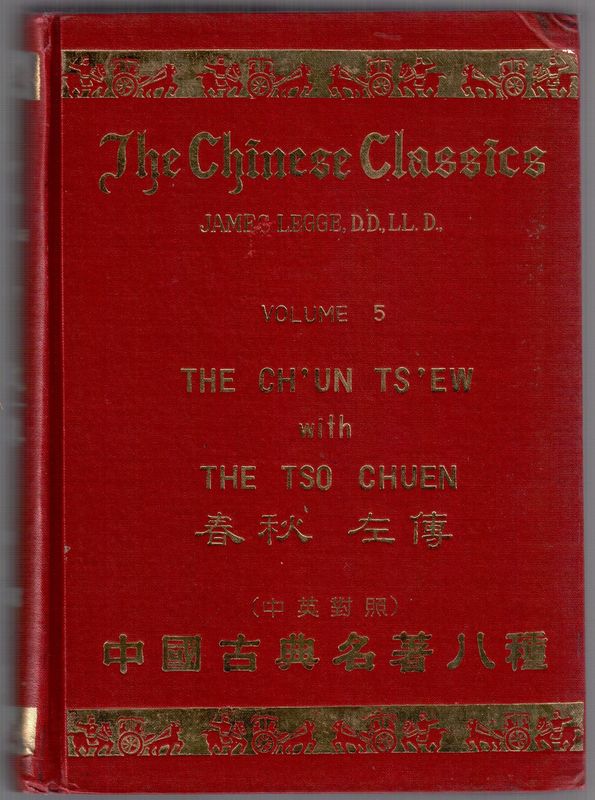 The Chinese Classics
JAMES LEGGE, D.D., LL. D.,
VOLUME 5
THE CH'UN TS'EW
with
THE TSO CHUEN
春秋 左傳
(中英對照)
中國古典名著八種